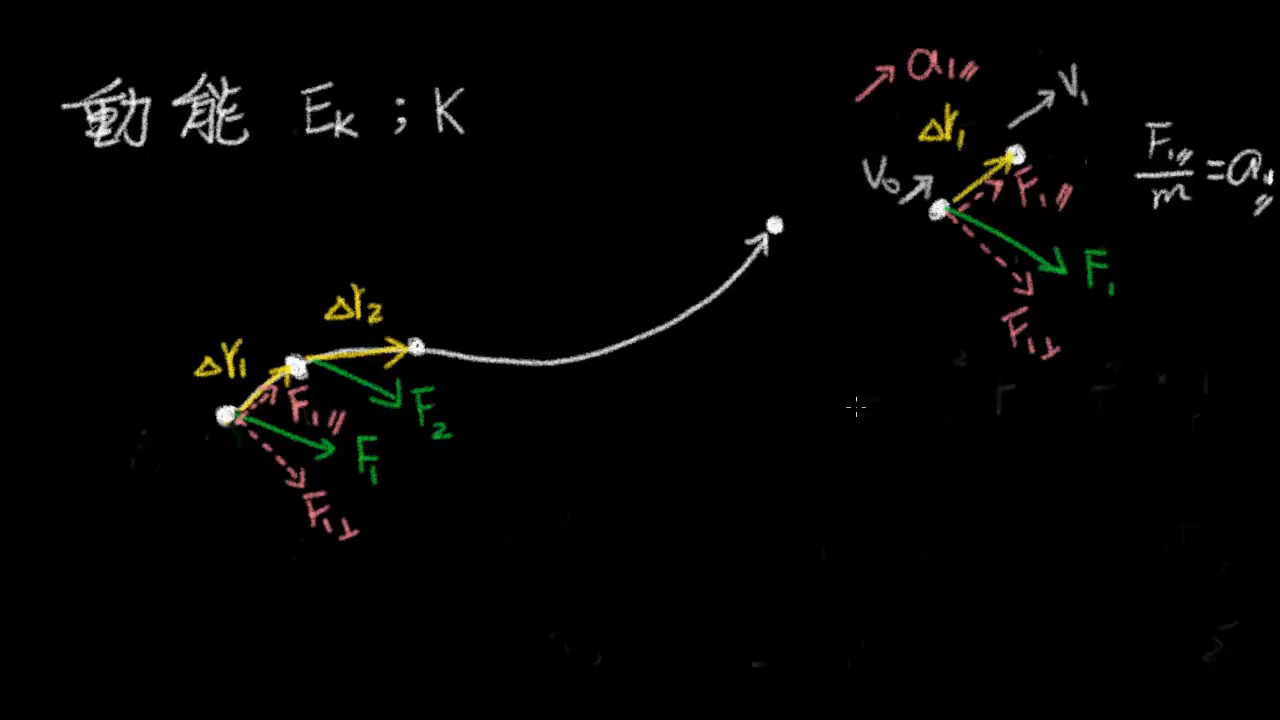 動能 Eₖ ; K
a₁∥
V₁
Δr₁
V₀
F₁∥
F₁∥/m = a₁∥
F₁
F₁⊥
Δr₂
Δr₁
F₁∥
F₂
F₁
F₁⊥